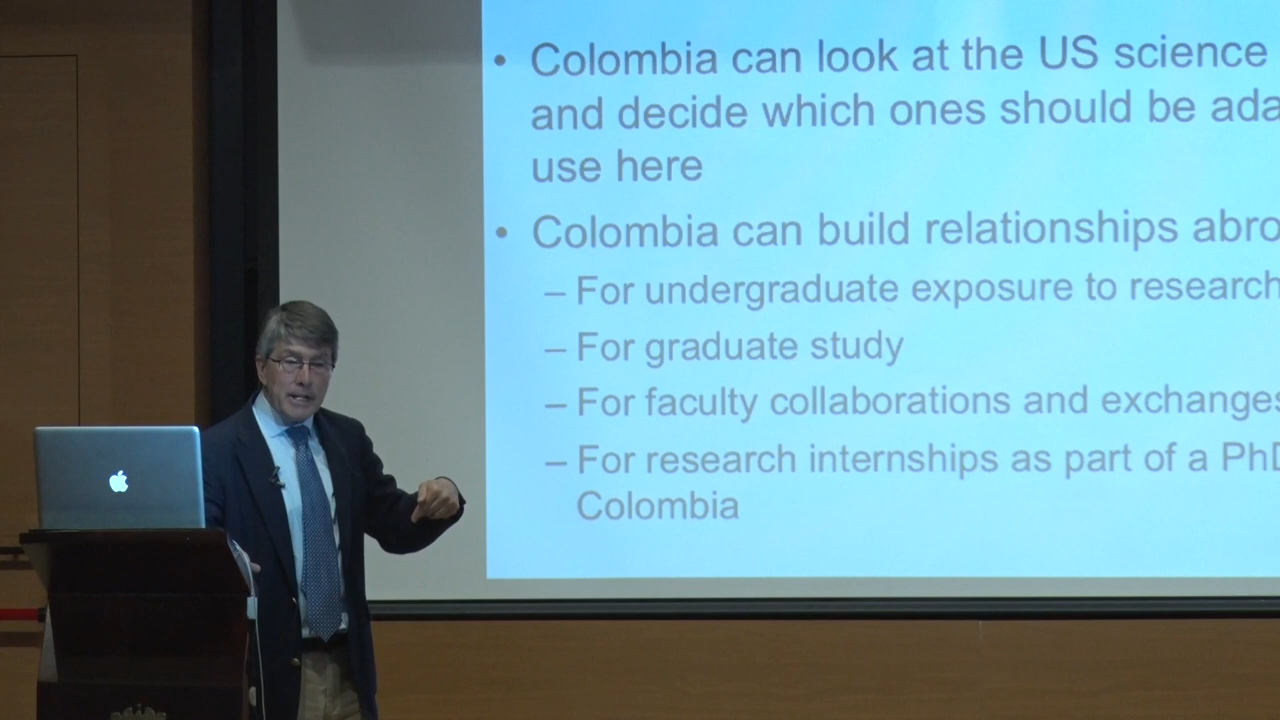 • Colombia can look at the US science
and decide which ones should be ada
use here
• Colombia can build relationships abro
– For undergraduate exposure to research
– For graduate study
– For faculty collaborations and exchanges
– For research internships as part of a PhD
Colombia